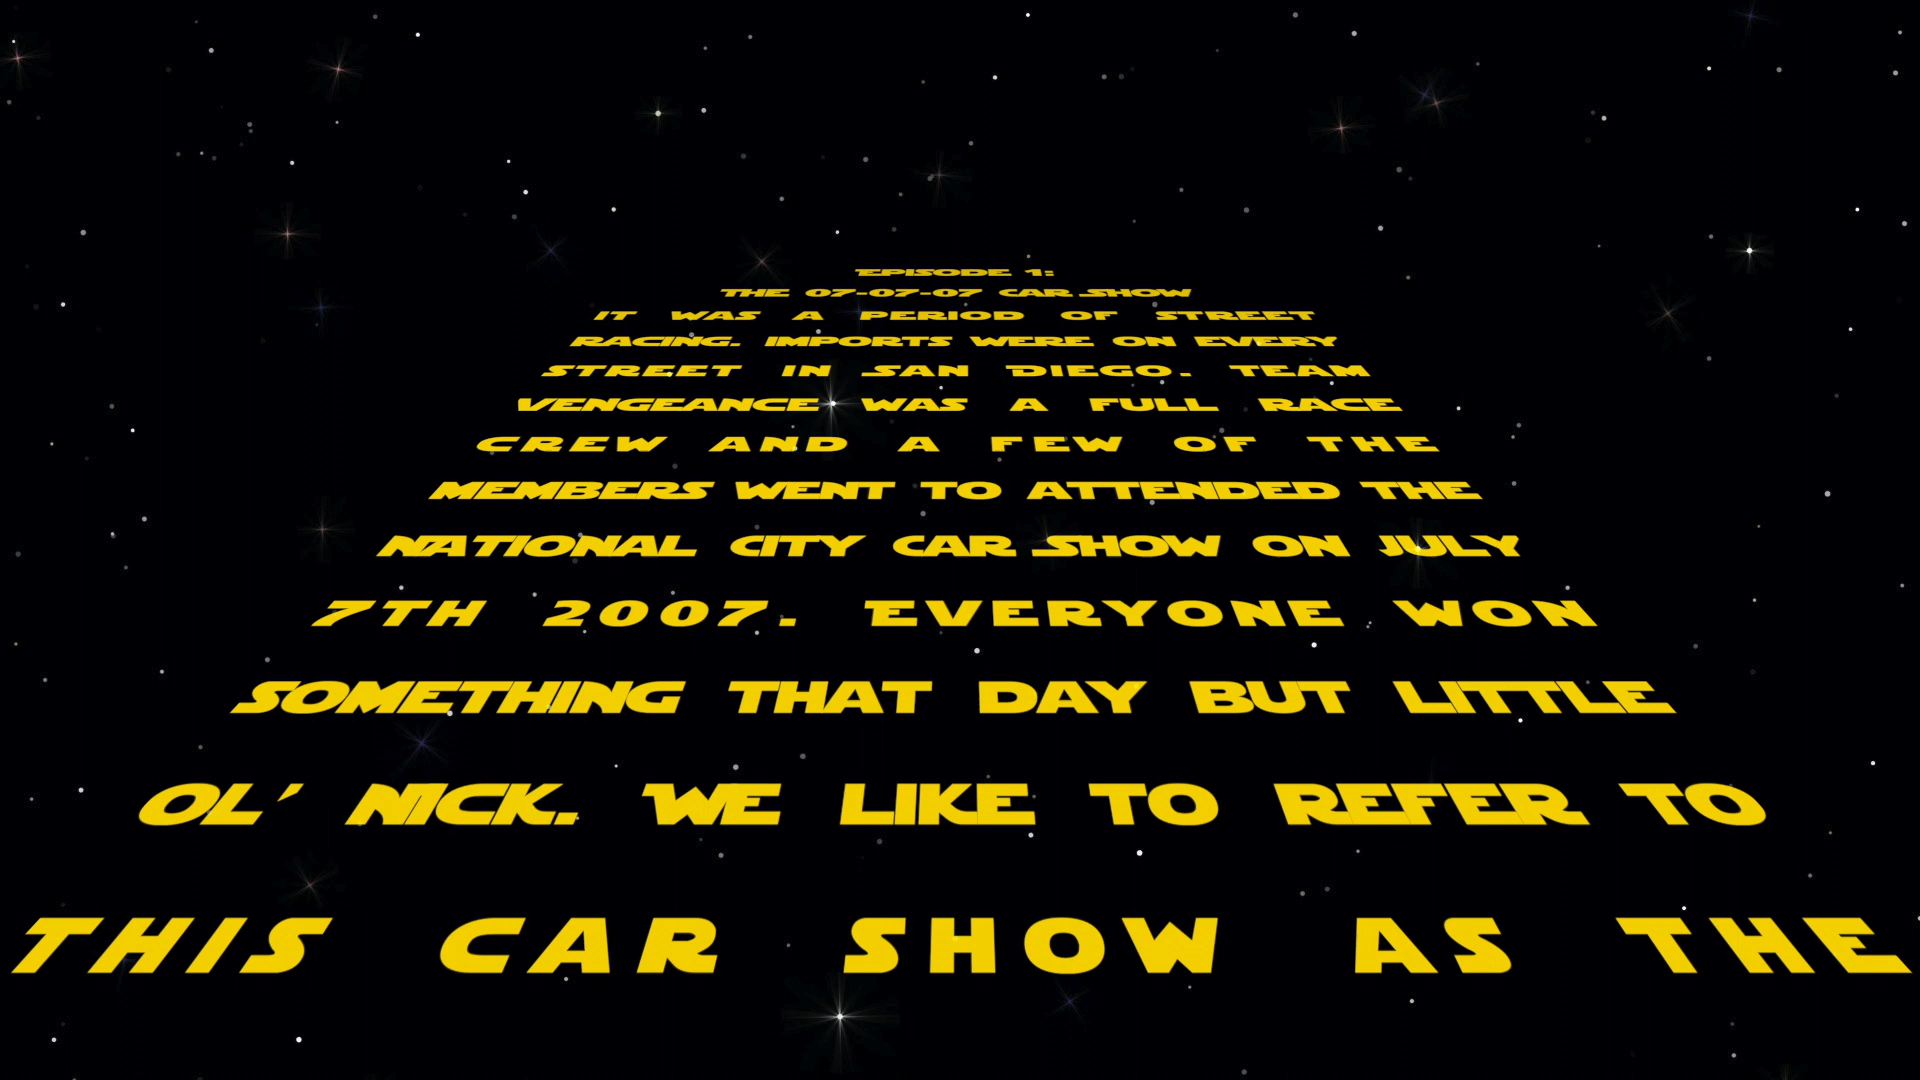 EPISODE 1:
THE 07-07-07 CAR SHOW
IT WAS A PERIOD OF STREET
RACING. IMPORTS WERE ON EVERY
STREET IN SAN DIEGO. TEAM
VENGEANCE WAS A FULL RACE
CREW AND A FEW OF THE
MEMBERS WENT TO ATTENDED THE
NATIONAL CITY CAR SHOW ON JULY
7TH 2007. EVERYONE WON
SOMETHING THAT DAY BUT LITTLE
OL' NICK. WE LIKE TO REFER TO
THIS CAR SHOW AS THE